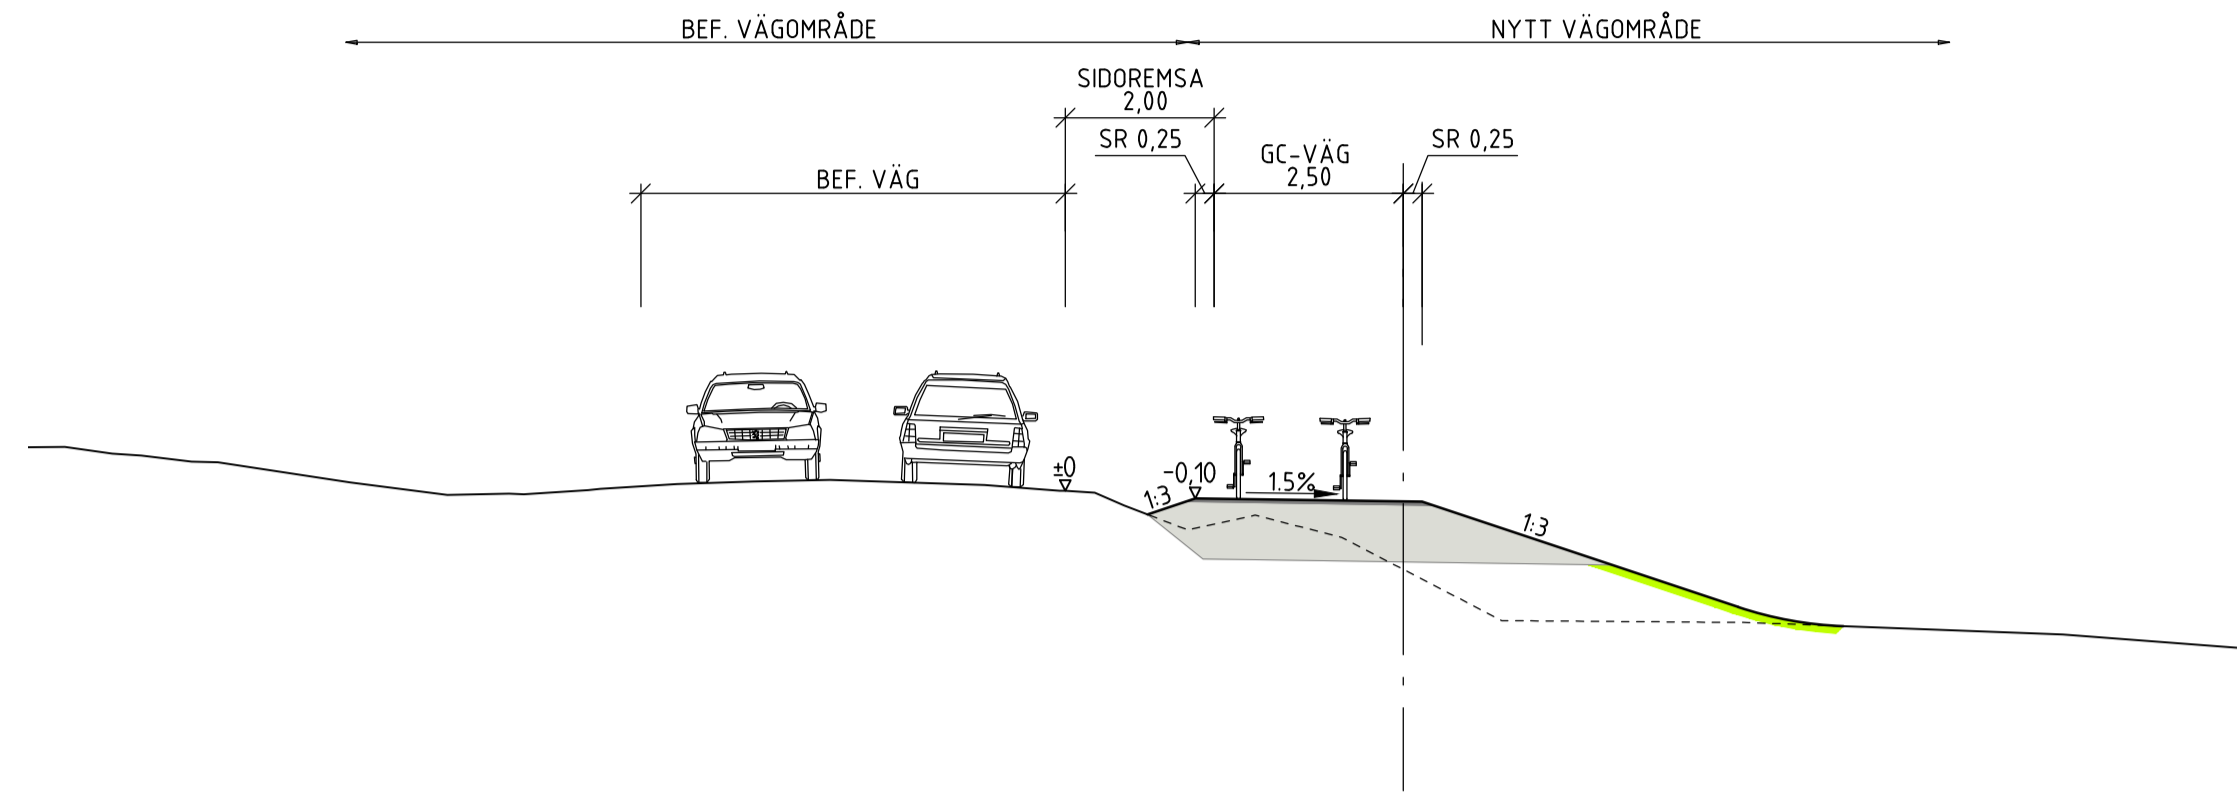 BEF. VÄGOMRÅDE
NYTT VÄGOMRÅDE
SIDOREMSA
2,00
SR 0,25
GC-VÄG
2,50
SR 0,25
BEF. VÄG
±0
-0,10
1:3
1.5%
1:3